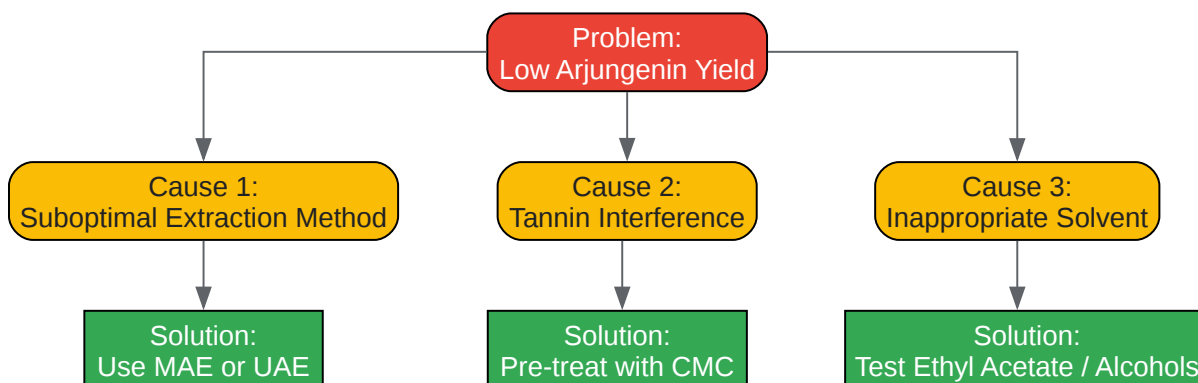 Problem:
Low Arjungenin Yield
Cause 1:
Suboptimal Extraction Method
Cause 2:
Tannin Interference
Cause 3:
Inappropriate Solvent
Solution:
Use MAE or UAE
Solution:
Pre-treat with CMC
Solution:
Test Ethyl Acetate / Alcohols